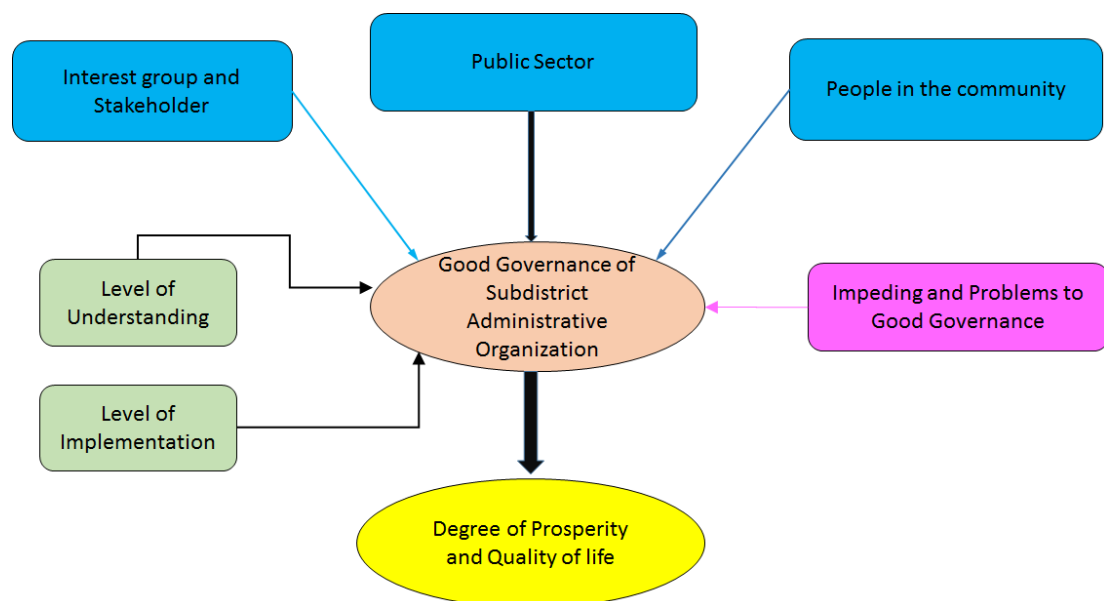 Interest group and
Stakeholder
Public Sector
People in the community
Good Governance of
Subdistrict
Administrative
Organization
Level of
Understanding
Impeding and Problems to
Good Governance
Level of
Implementation
Degree of Prosperity
and Quality of life